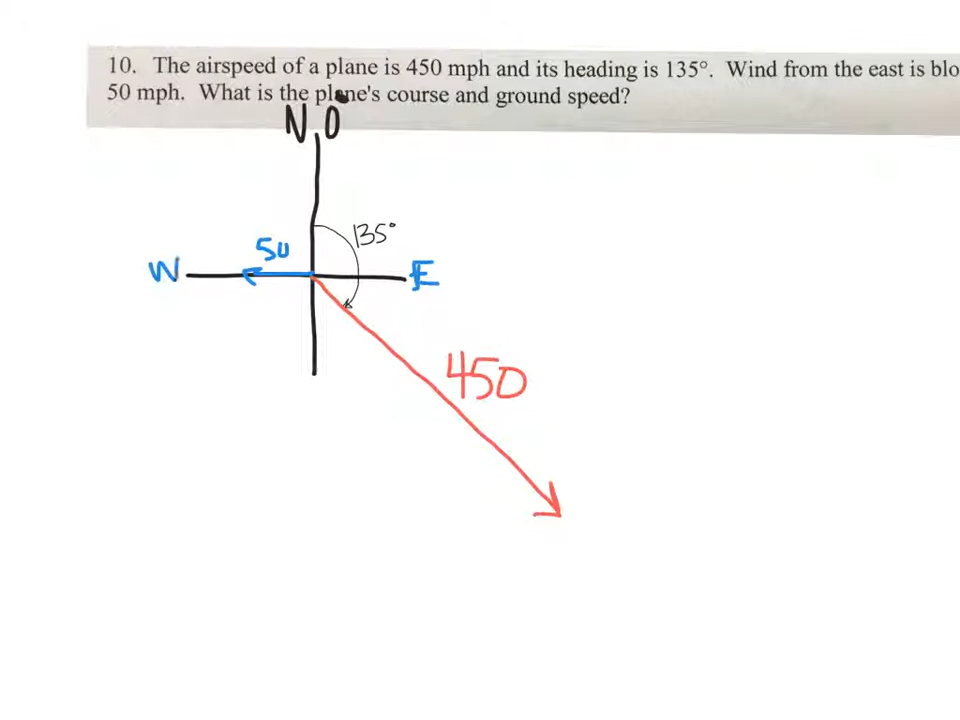 10. The airspeed of a plane is 450 mph and its heading is 135°. Wind from the east is blo
50 mph. What is the plane's course and ground speed?
N, 0°
135°
50
W
E
450